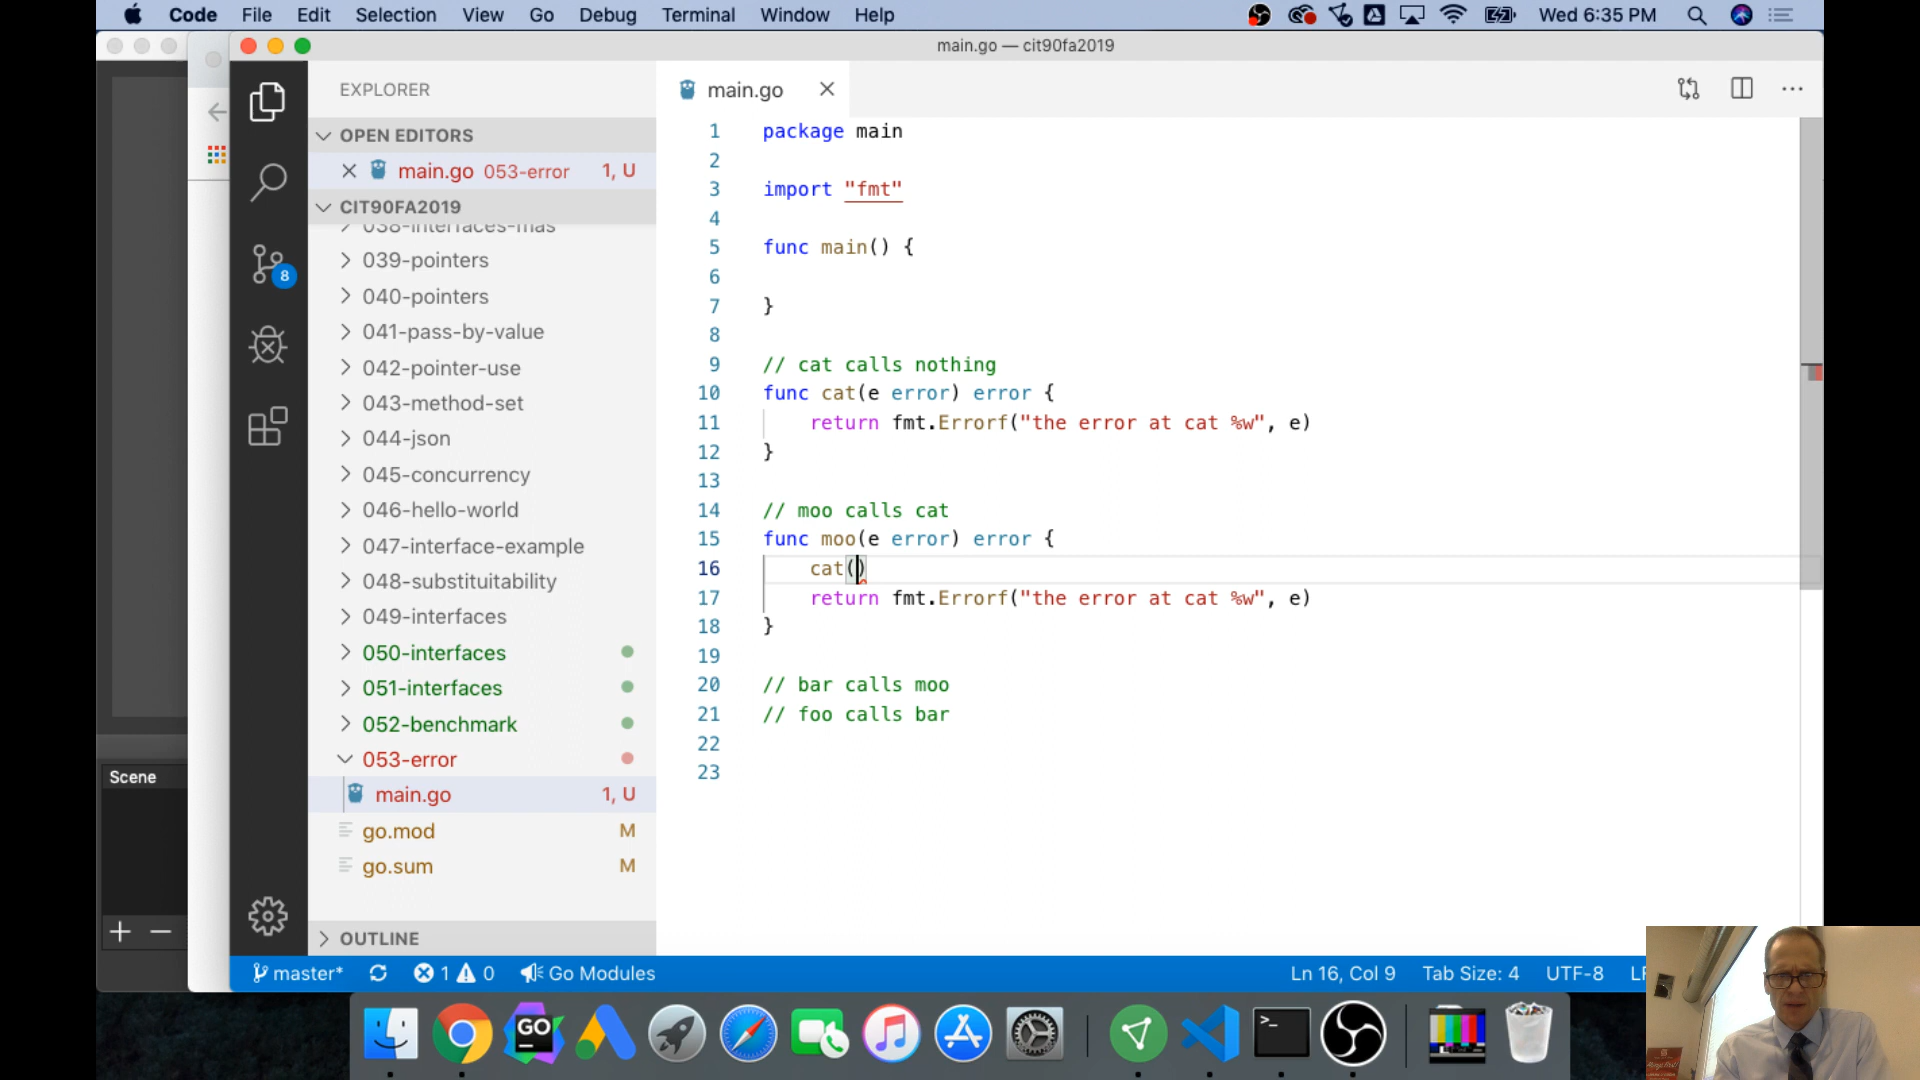 Code File Edit Selection View Go Debug Terminal Window Help Wed 6:35 PM
main.go — cit90fa2019
EXPLORER
main.go
OPEN EDITORS
main.go 053-error 1, U
CIT90FA2019
038-interfaces-mas
039-pointers
040-pointers
041-pass-by-value
042-pointer-use
043-method-set
044-json
045-concurrency
046-hello-world
047-interface-example
048-substituitability
049-interfaces
050-interfaces
051-interfaces
052-benchmark
053-error
main.go 1, U
go.mod M
go.sum M
OUTLINE
8
1 package main
2
3 import "fmt"
4
5 func main() {
6
7 }
8
9 // cat calls nothing
10 func cat(e error) error {
11 return fmt.Errorf("the error at cat %w", e)
12 }
13
14 // moo calls cat
15 func moo(e error) error {
16 cat()
17 return fmt.Errorf("the error at cat %w", e)
18 }
19
20 // bar calls moo
21 // foo calls bar
22
23
Scene
master* 1 0 Go Modules Ln 16, Col 9 Tab Size: 4 UTF-8 LF
GO
>_